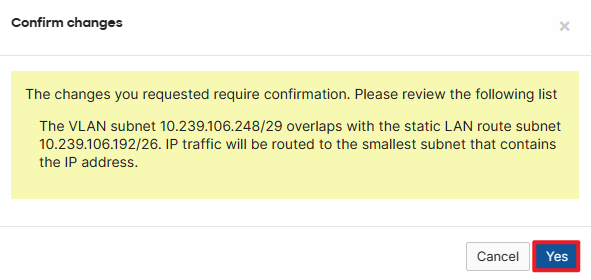 Confirm changes
×
The changes you requested require confirmation. Please review the following list
The VLAN subnet 10.239.106.248/29 overlaps with the static LAN route subnet
10.239.106.192/26. IP traffic will be routed to the smallest subnet that contains
the IP address.
Cancel Yes